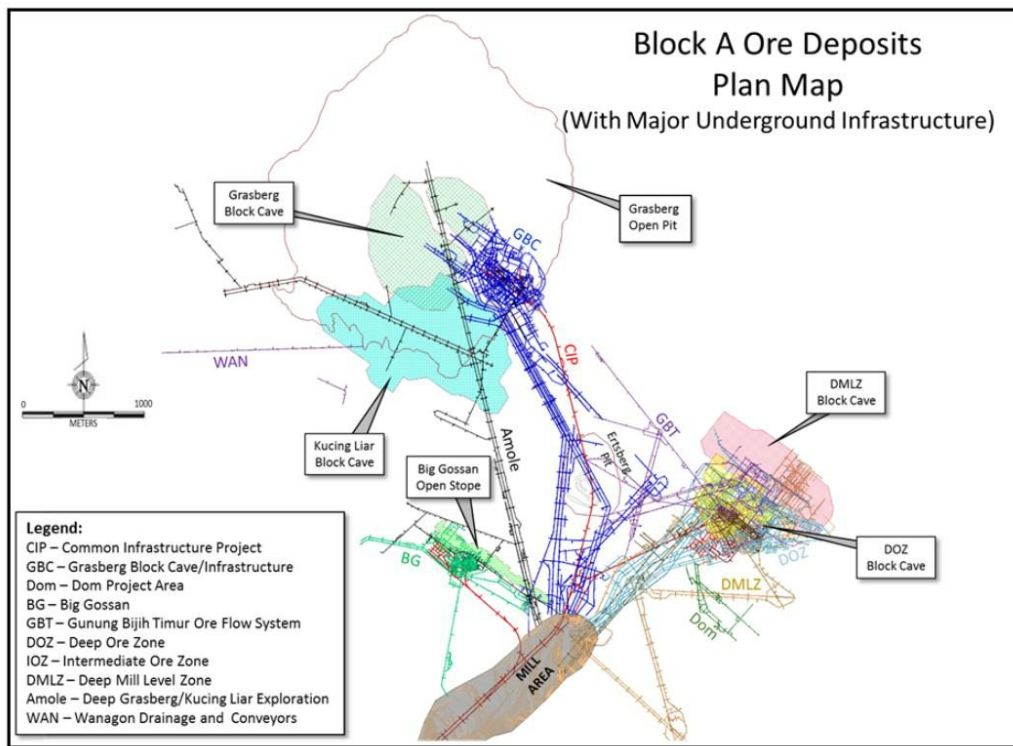 Block A Ore Deposits
Plan Map
(With Major Underground Infrastructure)
Grasberg
Block Cave
Grasberg
Open Pit
GBC
CIP
WAN
N
0 1000
METERS
Kucing Liar
Block Cave
Amole
GBT
Ertsberg
Pit
DMLZ
Block Cave
Big Gossan
Open Stope
BG
DOZ
DOZ
Block Cave
DMLZ
Dom
MILL
AREA
Legend:
CIP – Common Infrastructure Project
GBC – Grasberg Block Cave/Infrastructure
Dom – Dom Project Area
BG – Big Gossan
GBT – Gunung Bijih Timur Ore Flow System
DOZ – Deep Ore Zone
IOZ – Intermediate Ore Zone
DMLZ – Deep Mill Level Zone
Amole – Deep Grasberg/Kucing Liar Exploration
WAN – Wanagon Drainage and Conveyors